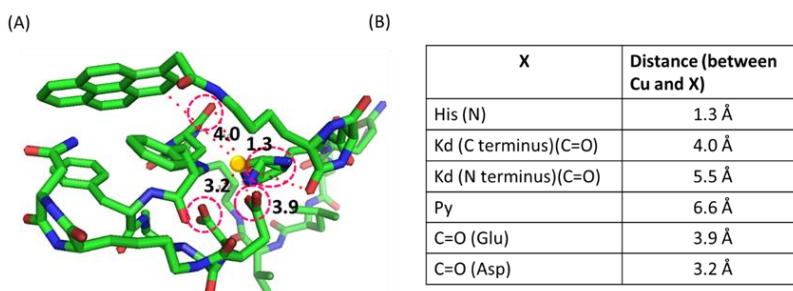 (A)
(B)
4.0
1.3
3.2
3.9
X Distance (between Cu and X)
His (N) 1.3 Å
Kd (C terminus)(C=O) 4.0 Å
Kd (N terminus)(C=O) 5.5 Å
Py 6.6 Å
C=O (Glu) 3.9 Å
C=O (Asp) 3.2 Å